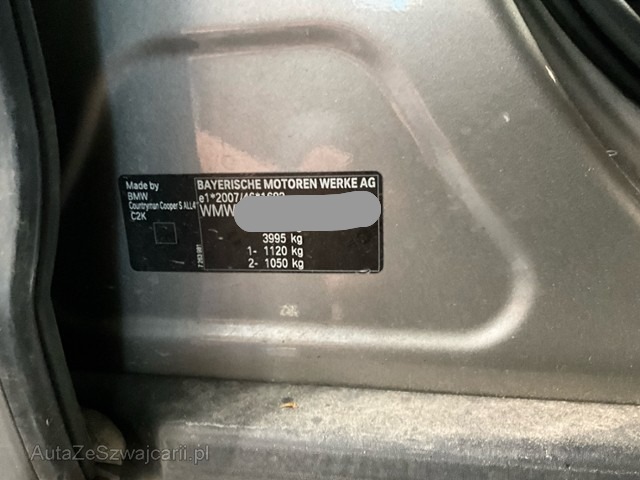 Made by
BMW
Countryman Cooper S ALL4
C2K
BAYERISCHE MOTOREN WERKE AG
WMW
kg
3995 kg
1- 1120 kg
2- 1050 kg
AutaZeSzwajcarii.pl